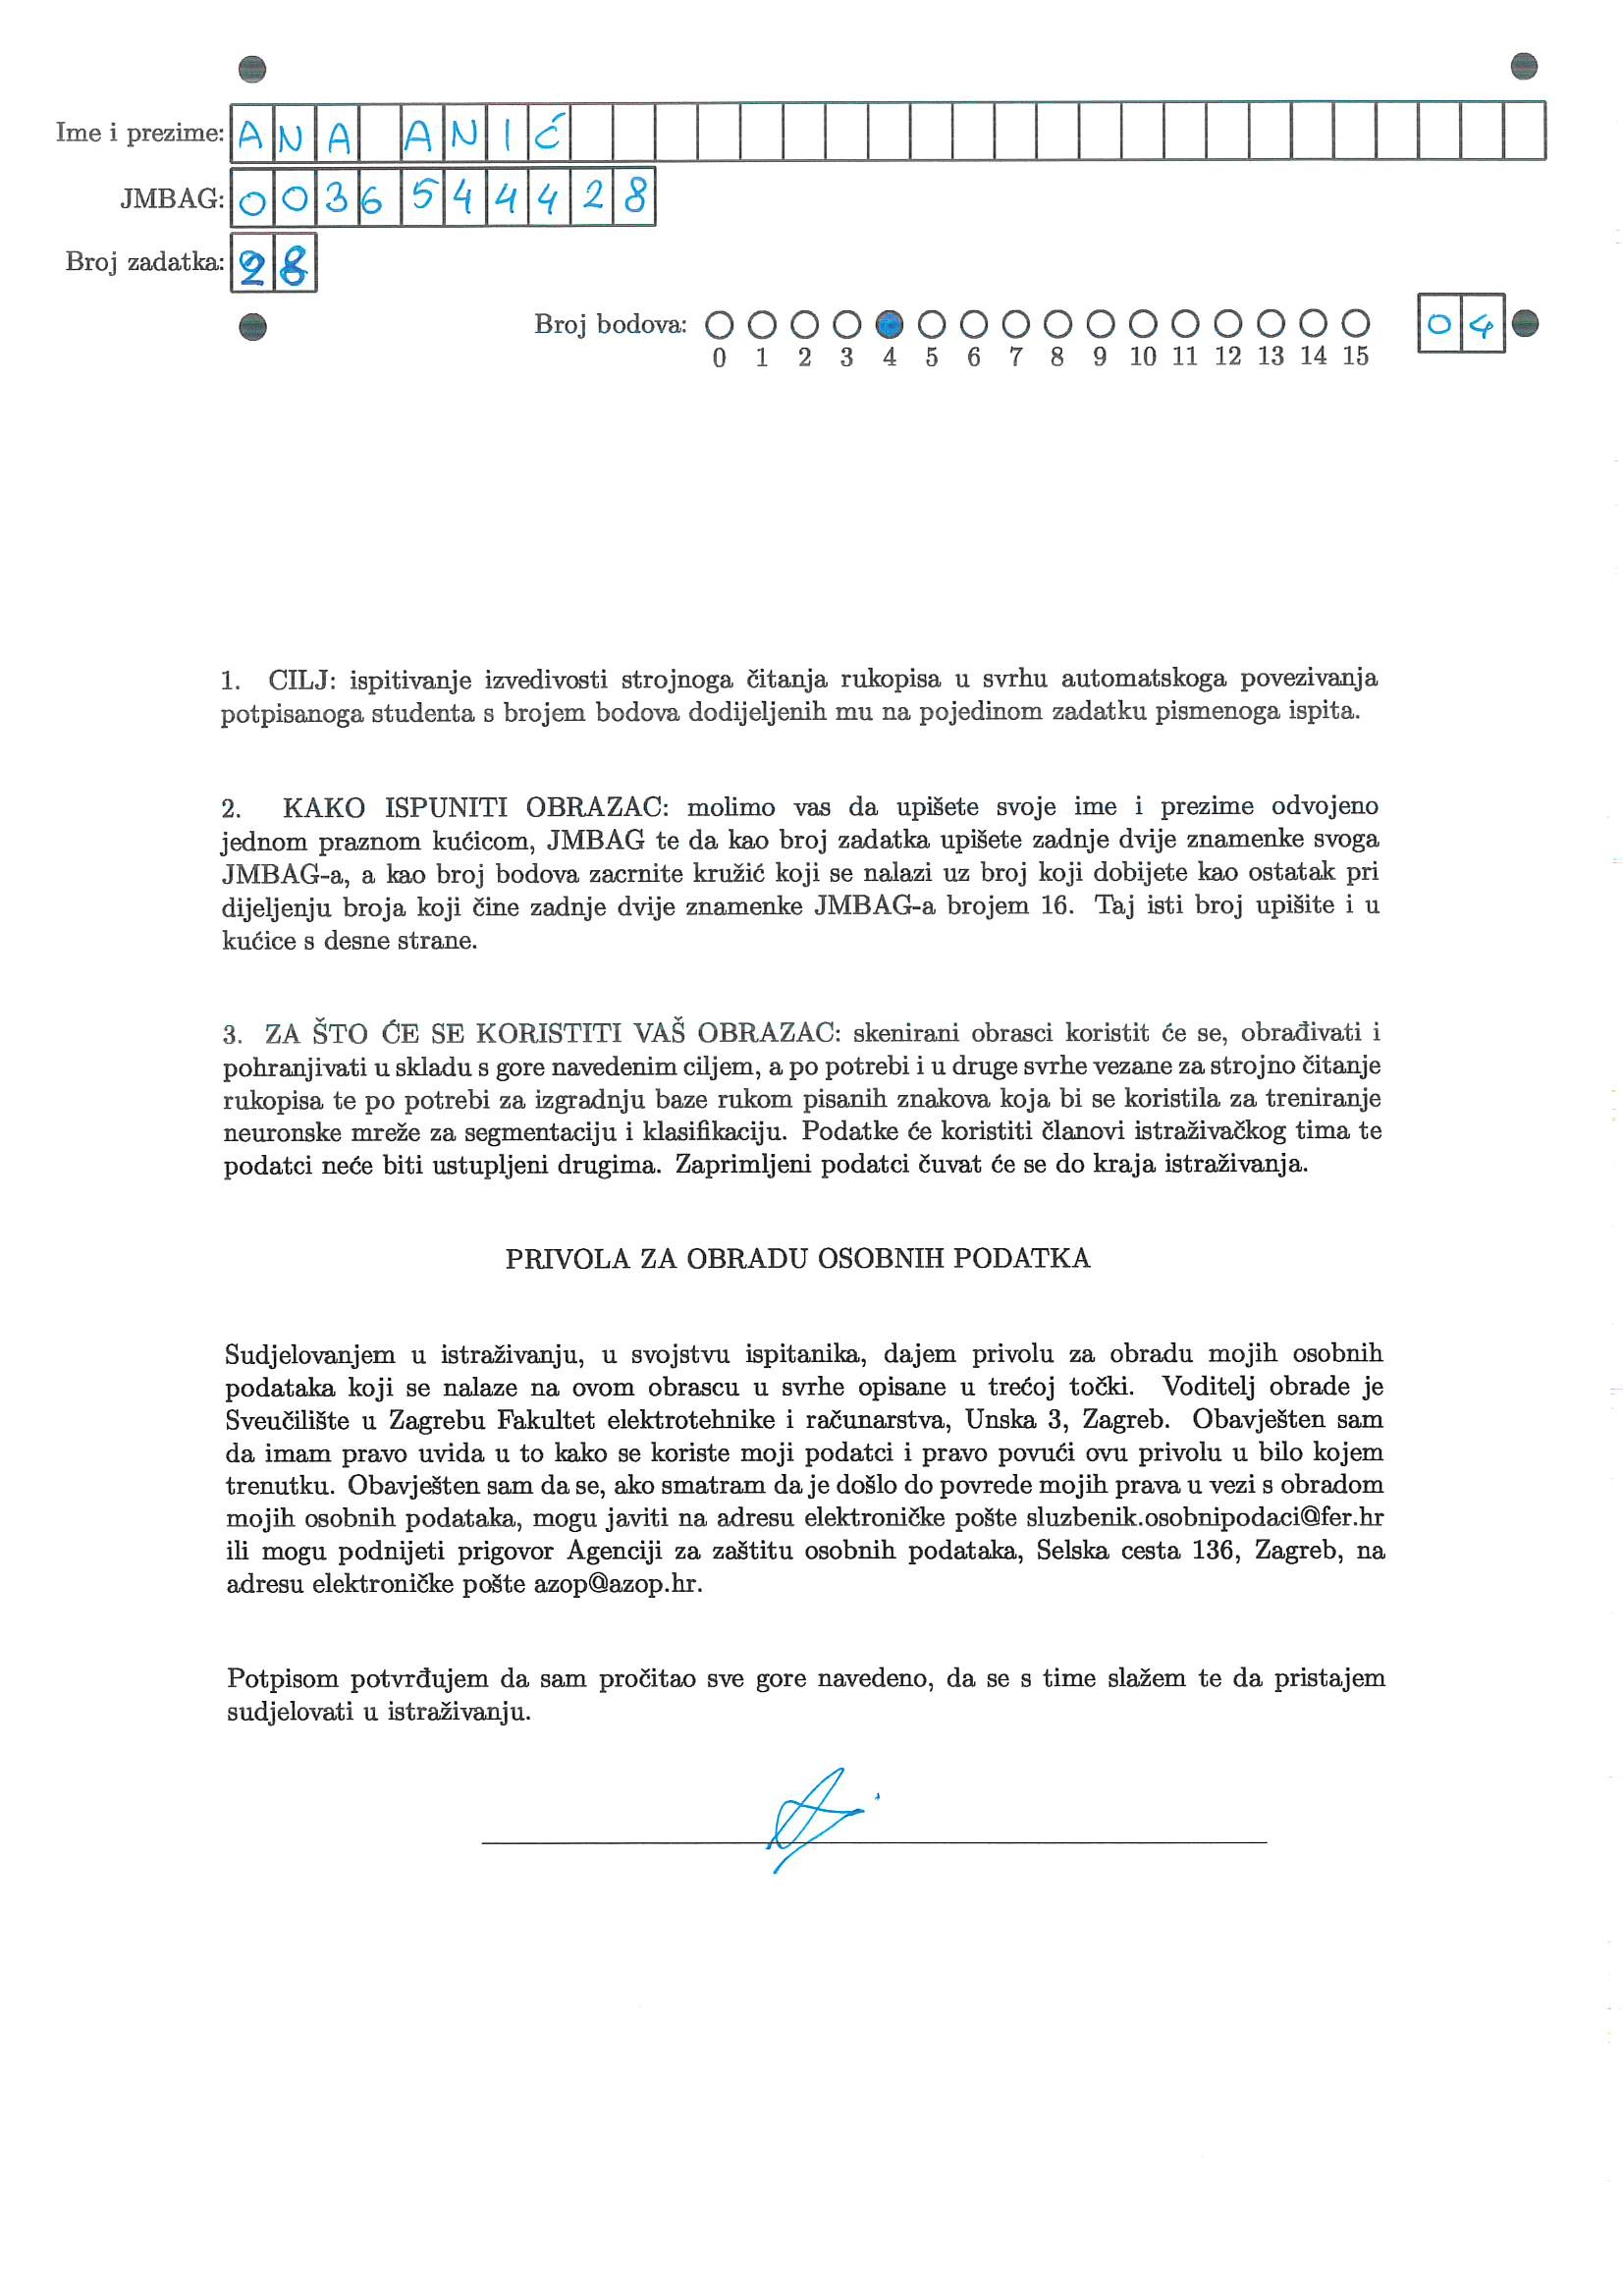 Ime i prezime: ANA ANIĆ
JMBAG: 0036544428
Broj zadatka: 28
Broj bodova: 04
0 1 2 3 4 5 6 7 8 9 10 11 12 13 14 15
1. CILJ: ispitivanje izvedivosti strojnoga čitanja rukopisa u svrhu automatskoga povezivanja
potpisanoga studenta s brojem bodova dodijeljenih mu na pojedinom zadatku pismenoga ispita.
2. KAKO ISPUNITI OBRAZAC: molimo vas da upišete svoje ime i prezime odvojeno
jednom praznom kućicom, JMBAG te da kao broj zadatka upišete zadnje dvije znamenke svoga
JMBAG-a, a kao broj bodova zacrnite kružić koji se nalazi uz broj koji dobijete kao ostatak pri
dijeljenju broja koji čine zadnje dvije znamenke JMBAG-a brojem 16. Taj isti broj upišite i u
kućice s desne strane.
3. ZA ŠTO ĆE SE KORISTITI VAŠ OBRAZAC: skenirani obrasci koristit će se, obrađivati i
pohranjivati u skladu s gore navedenim ciljem, a po potrebi i u druge svrhe vezane za strojno čitanje
rukopisa te po potrebi za izgradnju baze rukom pisanih znakova koja bi se koristila za treniranje
neuronske mreže za segmentaciju i klasifikaciju. Podatke će koristiti članovi istraživačkog tima te
podatci neće biti ustupljeni drugima. Zaprimljeni podatci čuvat će se do kraja istraživanja.
PRIVOLA ZA OBRADU OSOBNIH PODATKA
Sudjelovanjem u istraživanju, u svojstvu ispitanika, dajem privolu za obradu mojih osobnih
podataka koji se nalaze na ovom obrascu u svrhe opisane u trećoj točki. Voditelj obrade je
Sveučilište u Zagrebu Fakultet elektrotehnike i računarstva, Unska 3, Zagreb. Obavješten sam
da imam pravo uvida u to kako se koriste moji podatci i pravo povući ovu privolu u bilo kojem
trenutku. Obavješten sam da se, ako smatram da je došlo do povrede mojih prava u vezi s obradom
mojih osobnih podataka, mogu javiti na adresu elektroničke pošte sluzbenik.osobnipodaci@fer.hr
ili mogu podnijeti prigovor Agenciji za zaštitu osobnih podataka, Selska cesta 136, Zagreb, na
adresu elektroničke pošte azop@azop.hr.
Potpisom potvrđujem da sam pročitao sve gore navedeno, da se s time slažem te da pristajem
sudjelovati u istraživanju.